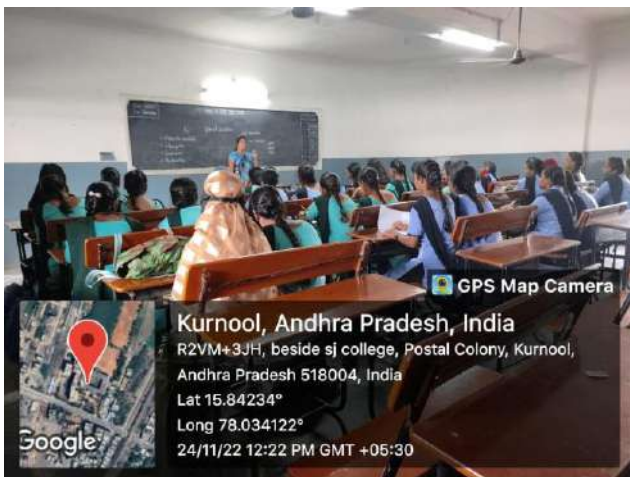 GPS Map Camera
Kurnool, Andhra Pradesh, India
R2VM+3JH, beside sj college, Postal Colony, Kurnool,
Andhra Pradesh 518004, India
Lat 15.84234°
Long 78.034122°
24/11/22 12:22 PM GMT +05:30
Google